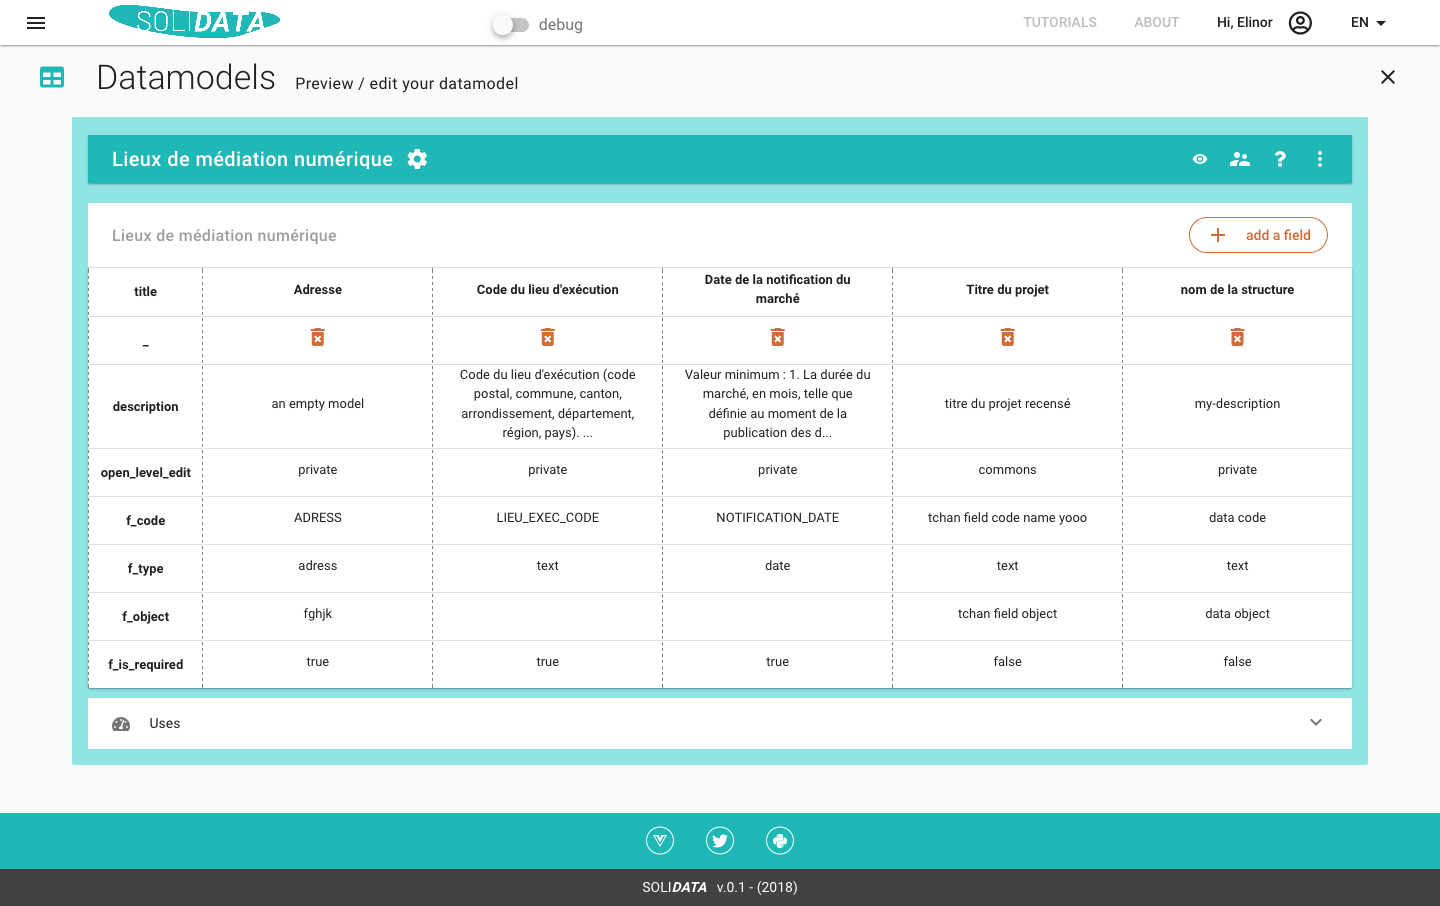 SOLIDATA debug TUTORIALS ABOUT Hi, Elinor EN
Datamodels Preview / edit your datamodel
Lieux de médiation numérique ?
Lieux de médiation numérique add a field
title Adresse Code du lieu d'exécution Date de la notification du marché Titre du projet nom de la structure
_
description an empty model Code du lieu d'exécution (code postal, commune, canton, arrondissement, département, région, pays). ... Valeur minimum : 1. La durée du marché, en mois, telle que définie au moment de la publication des d... titre du projet recensé my-description
open_level_edit private private private commons private
f_code ADRESS LIEU_EXEC_CODE NOTIFICATION_DATE tchan field code name yooo data code
f_type adress text date text text
f_object fghjk tchan field object data object
f_is_required true true true false false
Uses
SOLIDATA v.0.1 - (2018)